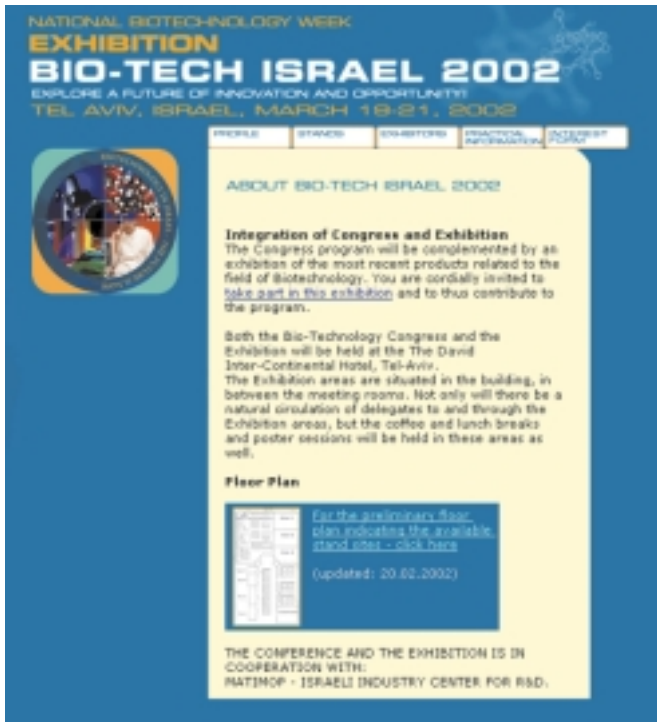 NATIONAL BIOTECHNOLOGY WEEK
EXHIBITION
BIO-TECH ISRAEL 2002
EXPLORE A FUTURE OF INNOVATION AND OPPORTUNITY!
TEL AVIV, ISRAEL, MARCH 19-21, 2002
PROFILE
STANDS
EXHIBITORS
PRACTICAL
INFORMATION
INTEREST
FORM
ABOUT BIO-TECH ISRAEL 2002
Integration of Congress and Exhibition
The Congress program will be complemented by an
exhibition of the most recent products related to the
field of Biotechnology. You are cordially invited to
take part in this exhibition and to thus contribute to
the program.
Both the Bio-Technology Congress and the
Exhibition will be held at the The David
Inter-Continental Hotel, Tel-Aviv.
The Exhibition areas are situated in the building, in
between the meeting rooms. Not only will there be a
natural circulation of delegates to and through the
Exhibition areas, but the coffee and lunch breaks
and poster sessions will be held in these areas as
well.
Floor Plan
For the preliminary floor
plan indicating the available
stand sites - click here
(updated: 20.02.2002)
THE CONFERENCE AND THE EXHIBITION IS IN
COOPERATION WITH:
MATIMOP - ISRAELI INDUSTRY CENTER FOR R&D.